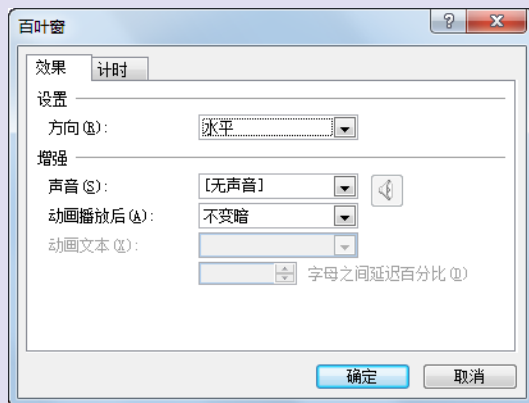 百叶窗
效果 计时
设置
方向(R): 水平
增强
声音(S): [无声音]
动画播放后(A): 不变暗
动画文本(X):
字母之间延迟百分比(D)
确定 取消